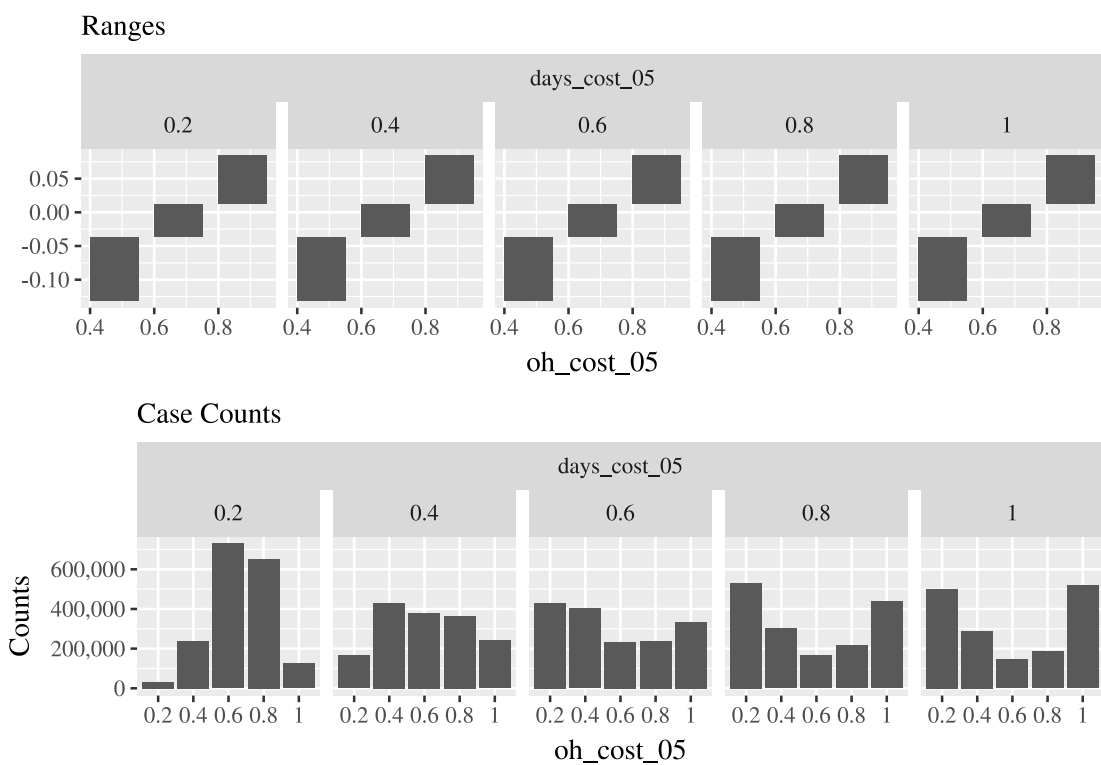 Ranges
days_cost_05
0.2 0.4 0.6 0.8 1
0.05
0.00
-0.05
-0.10
0.4 0.6 0.8 0.4 0.6 0.8 0.4 0.6 0.8 0.4 0.6 0.8 0.4 0.6 0.8
oh_cost_05
Case Counts
days_cost_05
0.2 0.4 0.6 0.8 1
Counts
600,000
400,000
200,000
0
0.2 0.4 0.6 0.8 1 0.2 0.4 0.6 0.8 1 0.2 0.4 0.6 0.8 1 0.2 0.4 0.6 0.8 1 0.2 0.4 0.6 0.8 1
oh_cost_05